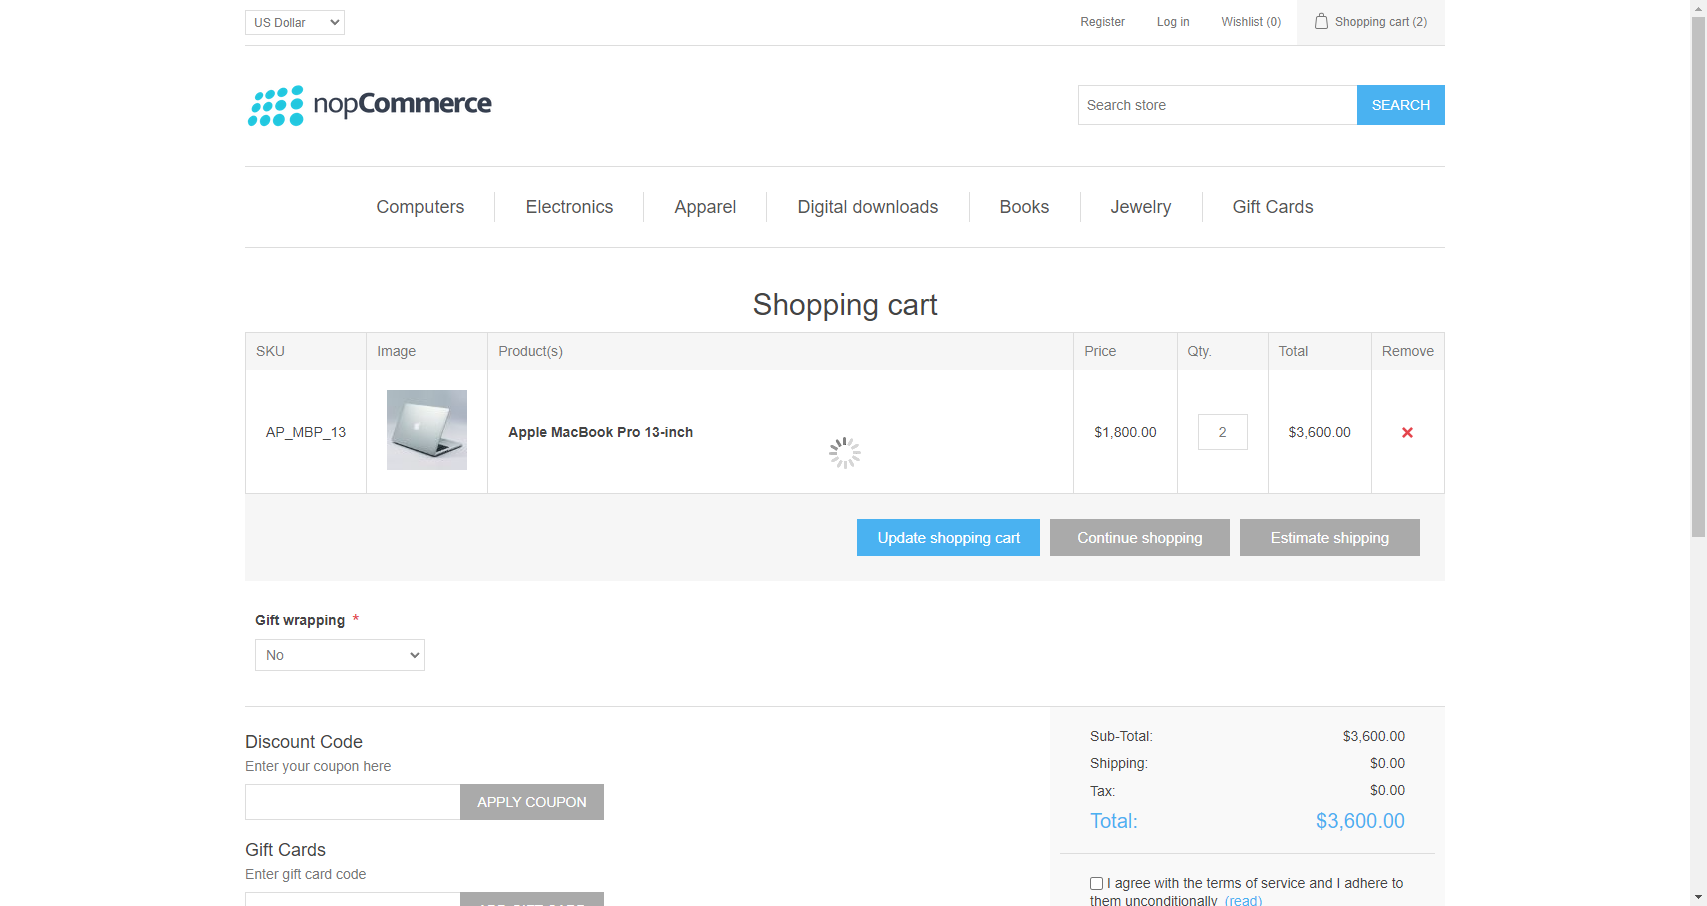 US Dollar
Register
Log in
Wishlist (0)
Shopping cart (2)
nopCommerce
Search store
SEARCH
Computers
Electronics
Apparel
Digital downloads
Books
Jewelry
Gift Cards
Shopping cart
SKU
Image
Product(s)
Price
Qty.
Total
Remove
AP_MBP_13
Apple MacBook Pro 13-inch
$1,800.00
2
$3,600.00
Update shopping cart
Continue shopping
Estimate shipping
Gift wrapping *
No
Discount Code
Enter your coupon here
APPLY COUPON
Gift Cards
Enter gift card code
Sub-Total: $3,600.00
Shipping: $0.00
Tax: $0.00
Total: $3,600.00
I agree with the terms of service and I adhere to
them unconditionally (read)